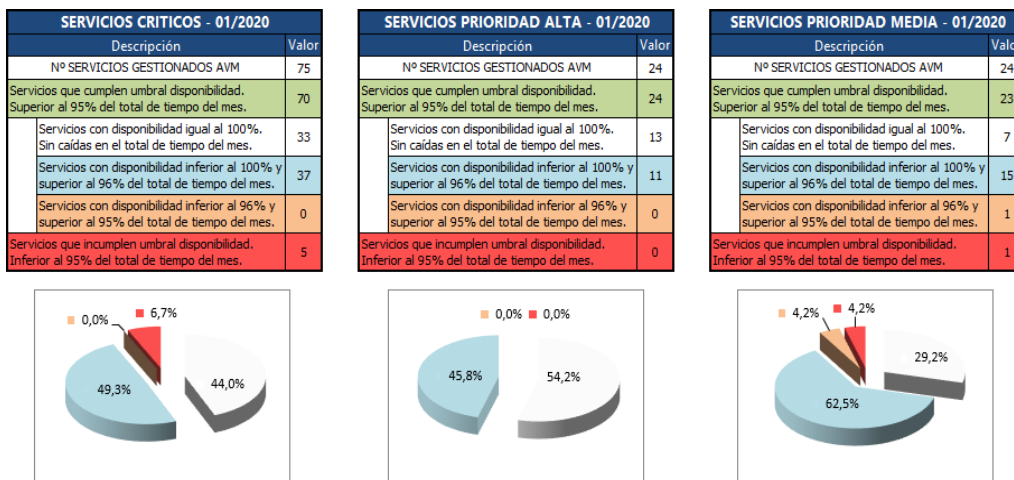 SERVICIOS CRITICOS - 01/2020
Descripción Valor
Nº SERVICIOS GESTIONADOS AVM 75
Servicios que cumplen umbral disponibilidad.
Superior al 95% del total de tiempo del mes. 70
Servicios con disponibilidad igual al 100%.
Sin caídas en el total de tiempo del mes. 33
Servicios con disponibilidad inferior al 100% y
superior al 96% del total de tiempo del mes. 37
Servicios con disponibilidad inferior al 96% y
superior al 95% del total de tiempo del mes. 0
Servicios que incumplen umbral disponibilidad.
Inferior al 95% del total de tiempo del mes. 5
0,0% 6,7%
49,3% 44,0%
SERVICIOS PRIORIDAD ALTA - 01/2020
Descripción Valor
Nº SERVICIOS GESTIONADOS AVM 24
Servicios que cumplen umbral disponibilidad.
Superior al 95% del total de tiempo del mes. 24
Servicios con disponibilidad igual al 100%.
Sin caídas en el total de tiempo del mes. 13
Servicios con disponibilidad inferior al 100% y
superior al 96% del total de tiempo del mes. 11
Servicios con disponibilidad inferior al 96% y
superior al 95% del total de tiempo del mes. 0
Servicios que incumplen umbral disponibilidad.
Inferior al 95% del total de tiempo del mes. 0
0,0% 0,0%
45,8% 54,2%
SERVICIOS PRIORIDAD MEDIA - 01/2020
Descripción Valo
Nº SERVICIOS GESTIONADOS AVM 24
Servicios que cumplen umbral disponibilidad.
Superior al 95% del total de tiempo del mes. 23
Servicios con disponibilidad igual al 100%.
Sin caídas en el total de tiempo del mes. 7
Servicios con disponibilidad inferior al 100% y
superior al 96% del total de tiempo del mes. 15
Servicios con disponibilidad inferior al 96% y
superior al 95% del total de tiempo del mes. 1
Servicios que incumplen umbral disponibilidad.
Inferior al 95% del total de tiempo del mes. 1
4,2% 4,2%
29,2%
62,5%